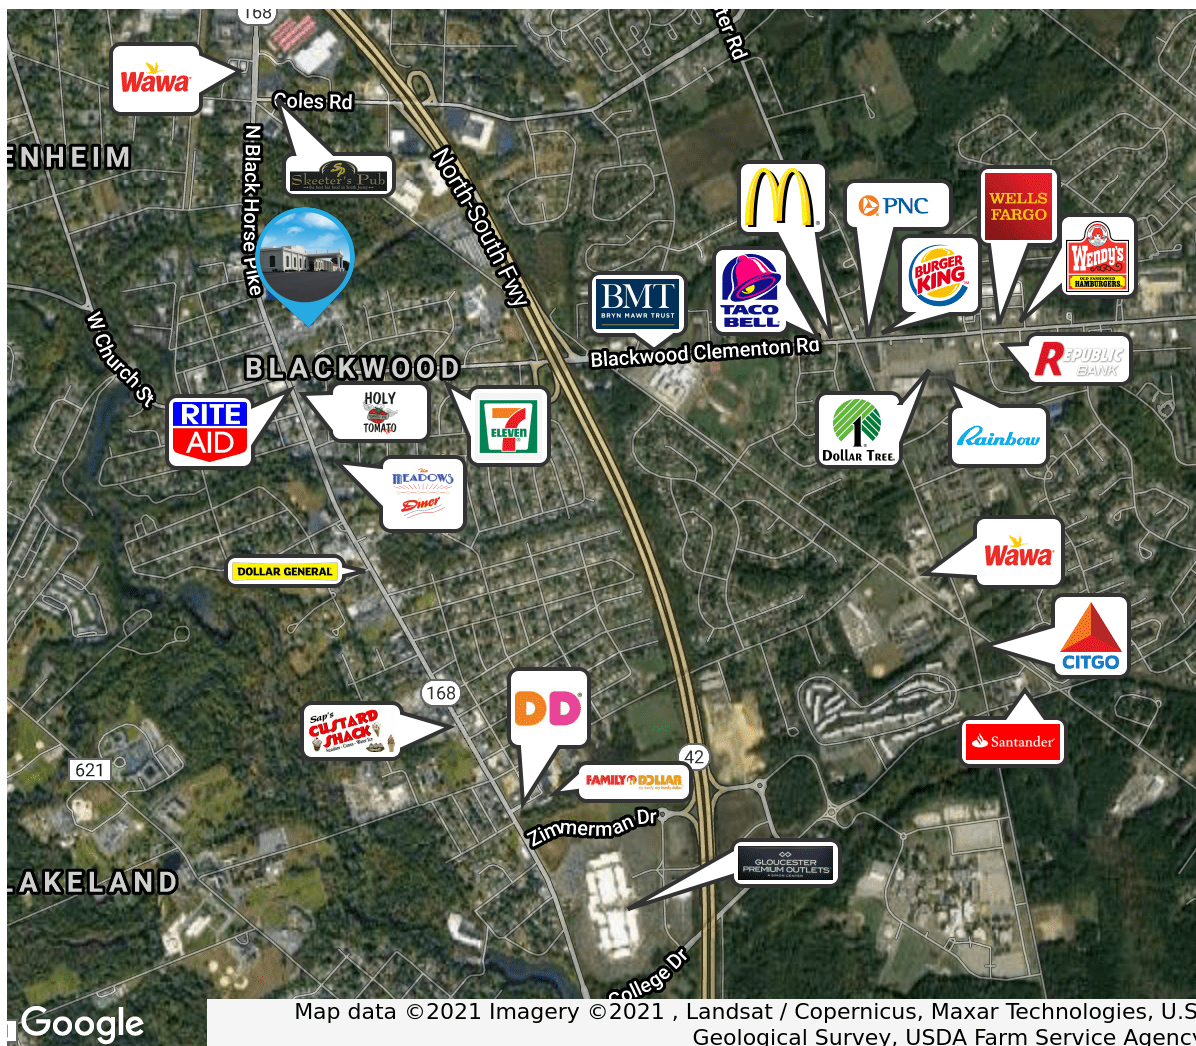 168
ter Rd
Wawa
Coles Rd
ENHEIM
N Black Horse Pike
North-South Fwy
Skeeter's Pub
M
PNC
WELLS
FARGO
Wendy's
OLD FASHIONED
HAMBURGERS.
BURGER
KING
TACO
BELL
BMT
BRYN MAWR TRUST
Blackwood Clementon Rd
REPUBLIC
BANK
W Church St
BLACKWOOD
RITE
AID
HOLY
TOMATO
7
ELEVEN
The
MEADOWS
Diner
DOLLAR TREE
Rainbow
DOLLAR GENERAL
Wawa
CITGO
168
Sap's
CUSTARD
SHACK
DD
42
Santander
621
FAMILY DOLLAR
Zimmerman Dr
GLOUCESTER
PREMIUM OUTLETS
LAKELAND
College Dr
Google
Map data ©2021 Imagery ©2021 , Landsat / Copernicus, Maxar Technologies, U.S
Geological Survey, USDA Farm Service Agency